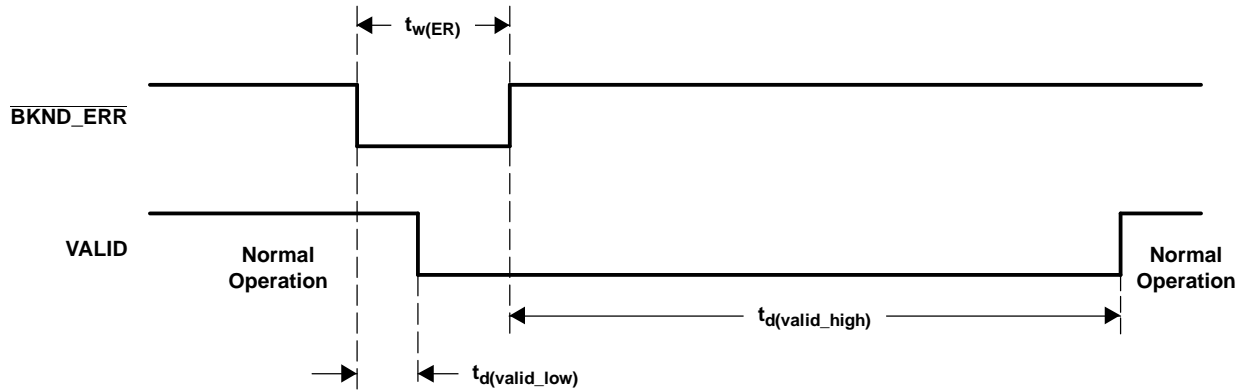 tw(ER)
BKND_ERR
VALID
Normal
Operation
Normal
Operation
td(valid_high)
td(valid_low)